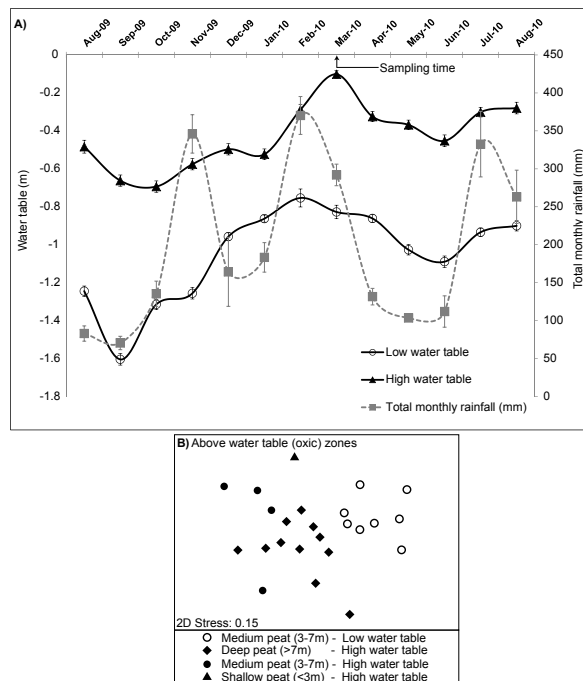 A)
Aug-09 Sep-09 Oct-09 Nov-09 Dec-09 Jan-10 Feb-10 Mar-10 Apr-10 May-10 Jun-10 Jul-10 Aug-10
Sampling time
Water table (m)
0
-0.2
-0.4
-0.6
-0.8
-1
-1.2
-1.4
-1.6
-1.8
Total monthly rainfall (mm)
450
400
350
300
250
200
150
100
50
0
Low water table
High water table
Total monthly rainfall (mm)
B) Above water table (oxic) zones
2D Stress: 0.15
Medium peat (3-7m) - Low water table
Deep peat (>7m) - High water table
Medium peat (3-7m) - High water table
Shallow peat (<3m) - High water table